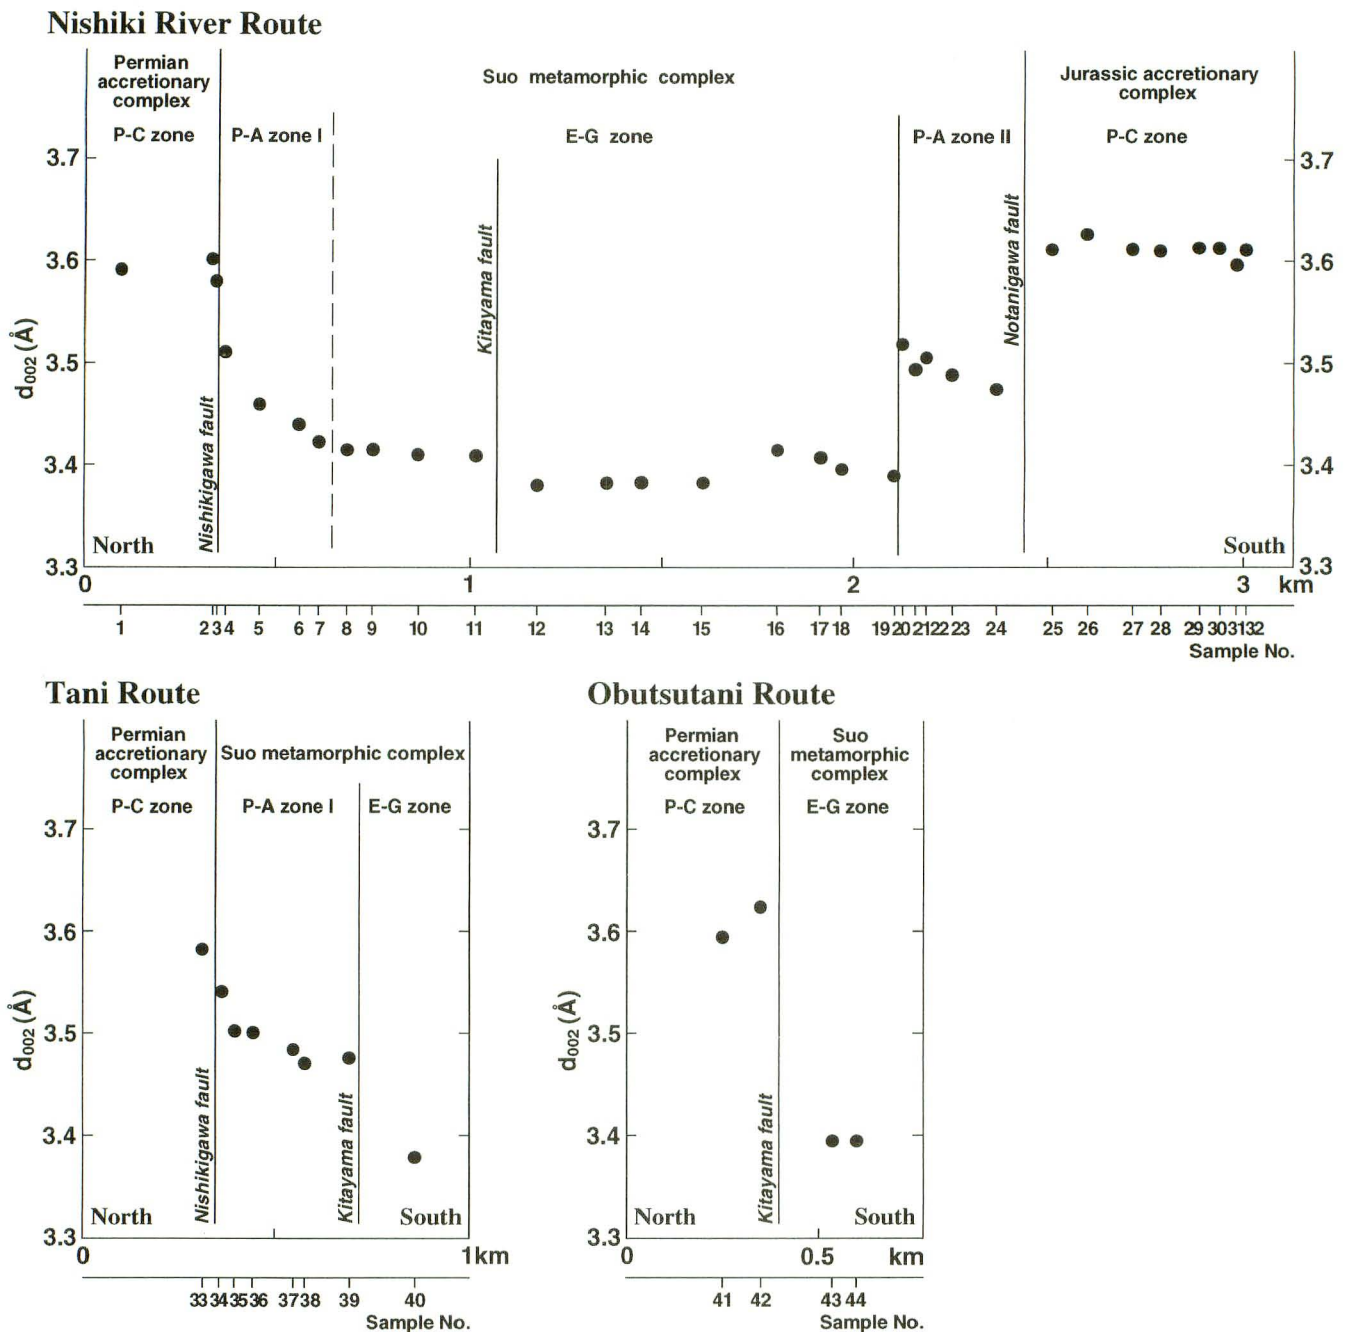 Nishiki River Route
Permian
accretionary
complex
Suo metamorphic complex
Jurassic accretionary
complex
P-C zone
P-A zone I
E-G zone
P-A zone II
P-C zone
3.7
3.7
3.6
3.6
3.5
3.5
3.4
3.4
3.3
3.3
d002 (Å)
Nishikigawa fault
Kitayama fault
Notanigawa fault
North
South
0 1 2 3 km
1 2 3 4 5 6 7 8 9 10 11 12 13 14 15 16 17 18 19 20 21 22 22 23 24 25 26 27 28 29 30 31 32
Sample No.
Tani Route
Permian
accretionary
complex
Suo metamorphic complex
P-C zone
P-A zone I
E-G zone
3.7
3.6
3.5
3.4
3.3
d002 (Å)
Nishikigawa fault
Kitayama fault
North
South
0 1km
33 34 35 36 37 38 39 40
Sample No.
Obutsutani Route
Permian
accretionary
complex
Suo
metamorphic
complex
P-C zone
E-G zone
3.7
3.6
3.5
3.4
3.3
d002 (Å)
Kitayama fault
North
South
0 0.5 km
41 42 43 44
Sample No.